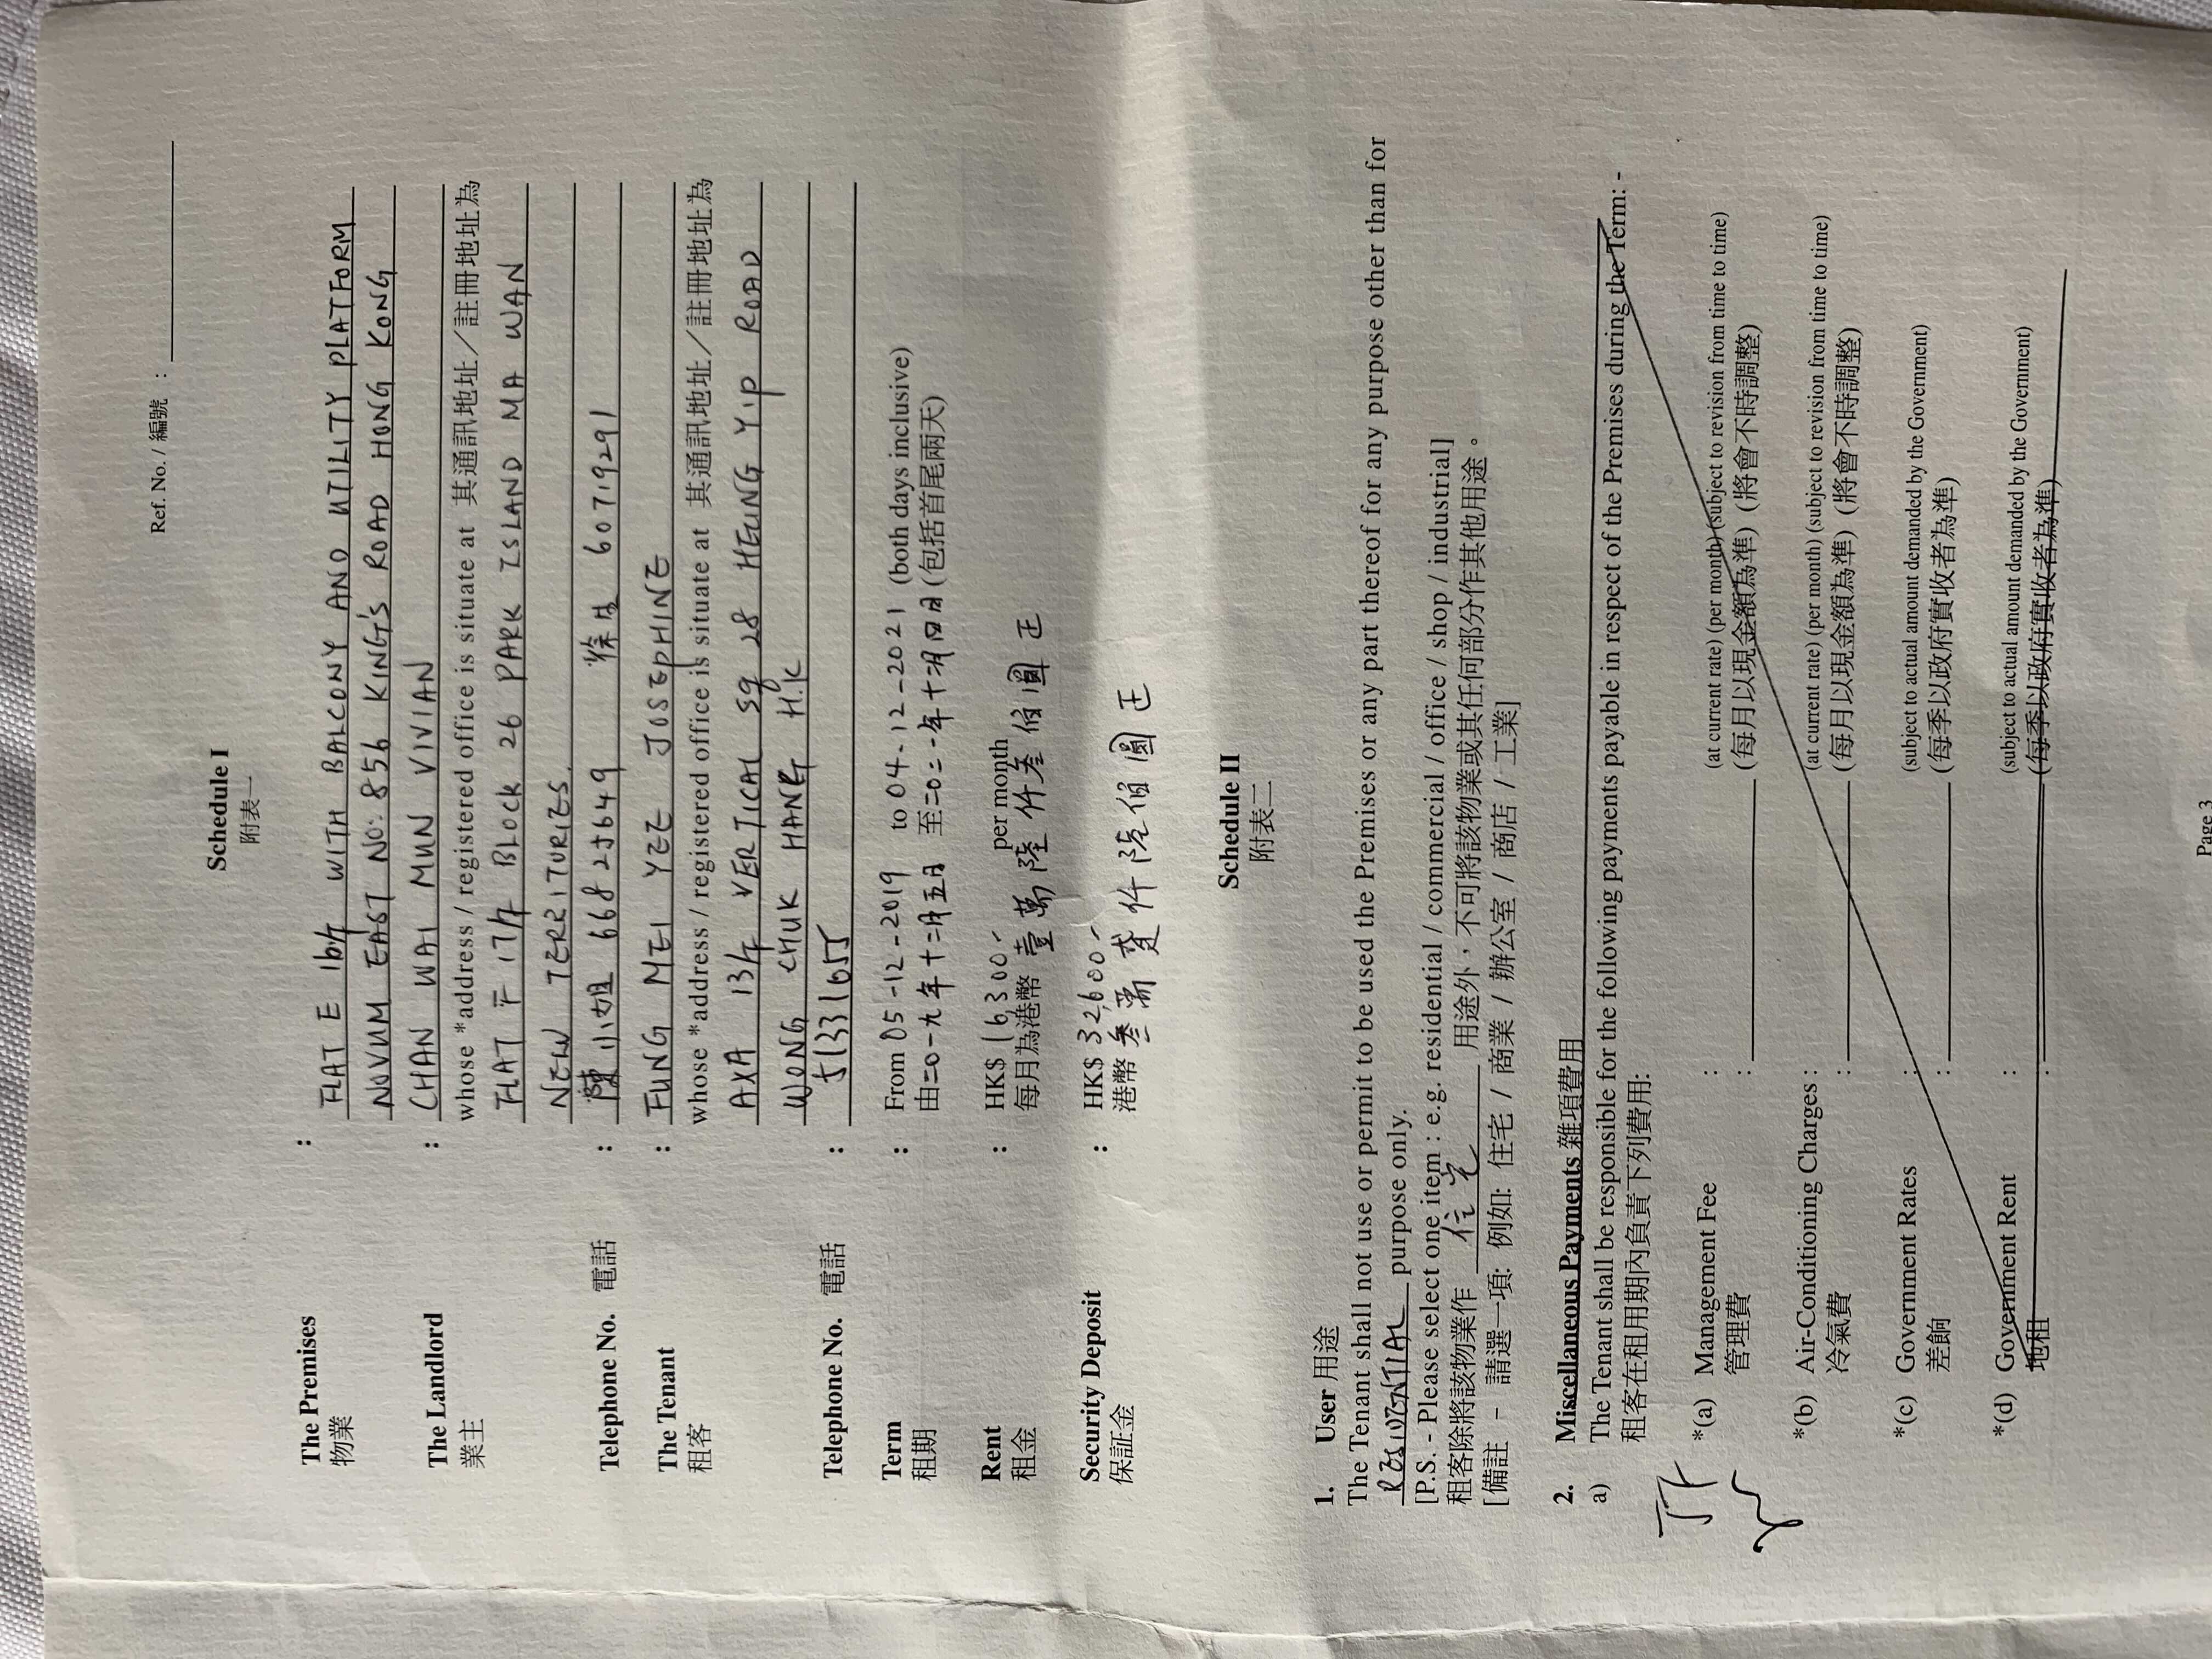 Ref. No. / 編號 :
Schedule I
附表一
The Premises : FLAT E 16/F WITH BALCONY AND UTILITY PLATFORM
物業 NOVUM EAST NO: 856 KING'S ROAD HONG KONG
The Landlord : CHAN WAI MUN VIVIAN
業主 whose *address / registered office is situate at 其通訊地址／註冊地址為
FLAT F 17/F BLOCK 26 PARK ISLAND MA WAN
NEW TERRITURIES.
Telephone No. 電話 : 陳小姐 66825649 徐生 60719291
The Tenant : FUNG MEI YEE JOSEPHINE
租客 whose *address / registered office is situate at 其通訊地址／註冊地址為
AXA 13/F VERTICAL SQ 28 HEUNG YIP ROAD
WONG CHUK HANG H.K
Telephone No. 電話 : 51331055
Term : From 05-12-2019 to 04-12-2021 (both days inclusive)
租期 由二0一九年十二月五日 至二0二一年十二月四日(包括首尾兩天)
Rent : HK$ 16,300- per month
租金 每月為港幣 壹萬陸仟叁佰圓正
Security Deposit : HK$ 32,600-
保証金 港幣 叁萬貳仟陸佰圓正
Schedule II
附表二
1. User 用途
The Tenant shall not use or permit to be used the Premises or any part thereof for any purpose other than for
RESIDENTIAL purpose only.
[P.S. - Please select one item : e.g. residential / commercial / office / shop / industrial]
租客除將該物業作 住宅 用途外，不可將該物業或其任何部分作其他用途。
[備註 – 請選一項: 例如: 住宅 / 商業 / 辦公室 / 商店 / 工業]
2. Miscellaneous Payments 雜項費用
a) The Tenant shall be responsible for the following payments payable in respect of the Premises during the Term: -
租客在租用期內負責下列費用:
*(a) Management Fee : (at current rate) (per month) (subject to revision from time to time)
管理費 : (每月以現金額為準) (將會不時調整)
*(b) Air-Conditioning Charges : (at current rate) (per month) (subject to revision from time to time)
冷氣費 : (每月以現金額為準) (將會不時調整)
*(c) Government Rates : (subject to actual amount demanded by the Government)
差餉 : (每季以政府實收者為準)
*(d) Government Rent : (subject to actual amount demanded by the Government)
地租 : (每季以政府實收者為準)
Page 3